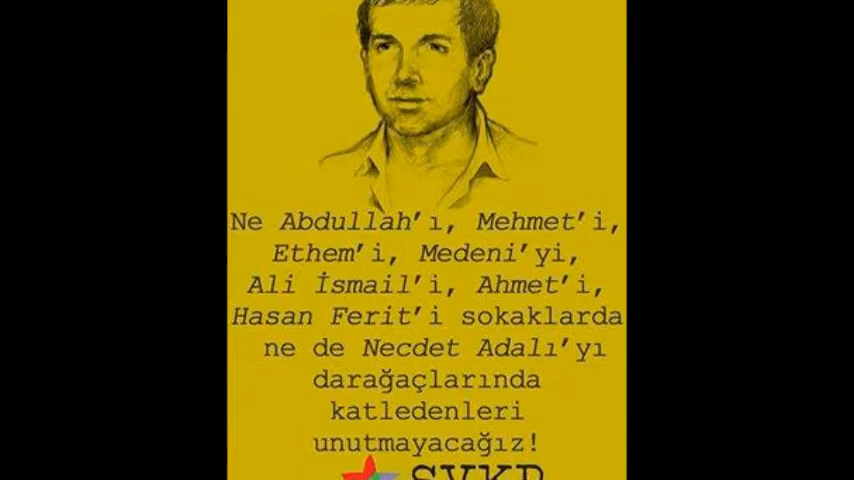 Ne Abdullah'ı, Mehmet'i,
Ethem'i, Medeni'yi,
Ali İsmail'i, Ahmet'i,
Hasan Ferit'i sokaklarda
ne de Necdet Adalı'yı
darağaçlarında
katledenleri
unutmayacağız!
SYKP